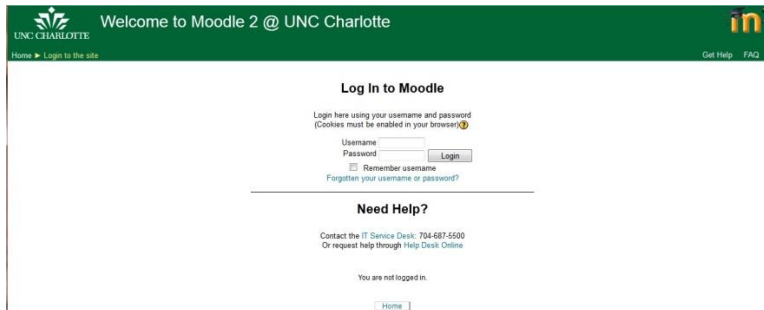 UNC CHARLOTTE
Welcome to Moodle 2 @ UNC Charlotte
m
Home ► Login to the site
Get Help FAQ
Log In to Moodle
Login here using your username and password
(Cookies must be enabled in your browser)?
Username
Password Login
Remember username
Forgotten your username or password?
Need Help?
Contact the IT Service Desk: 704-687-5500
Or request help through Help Desk Online
You are not logged in.
Home